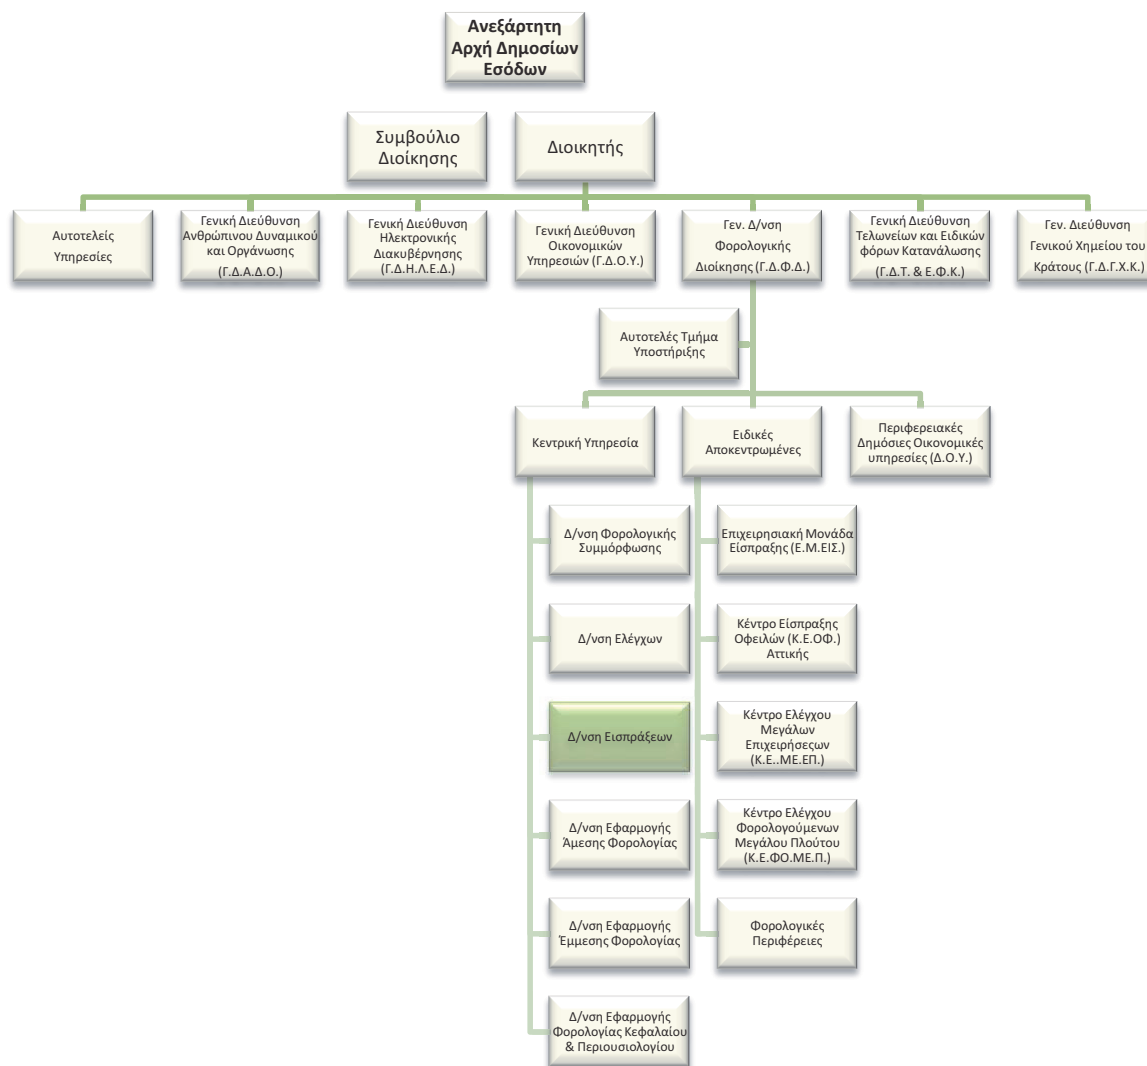 Ανεξάρτητη
Αρχή Δημοσίων
Εσόδων
Συμβούλιο
Διοίκησης
Διοικητής
Αυτοτελείς
Υπηρεσίες
Γενική Διεύθυνση
Ανθρώπινου Δυναμικού
και Οργάνωσης
(Γ.Δ.Α.Δ.Ο.)
Γενική Διεύθυνση
Ηλεκτρονικής
Διακυβέρνησης
(Γ.Δ.Η.Λ.Ε.Δ.)
Γενική Διεύθυνση
Οικονομικών
Υπηρεσιών (Γ.Δ.Ο.Υ.)
Γεν. Δ/νση
Φορολογικής
Διοίκησης (Γ.Δ.Φ.Δ.)
Γενική Διεύθυνση
Τελωνείων και Ειδικών
φόρων Κατανάλωσης
(Γ.Δ.Τ. & Ε.Φ.Κ.)
Γεν. Διεύθυνση
Γενικού Χημείου του
Κράτους (Γ.Δ.Γ.Χ.Κ.)
Αυτοτελές Τμήμα
Υποστήριξης
Κεντρική Υπηρεσία
Ειδικές
Αποκεντρωμένες
Περιφερειακές
Δημόσιες Οικονομικές
υπηρεσίες (Δ.Ο.Υ.)
Δ/νση Φορολογικής
Συμμόρφωσης
Δ/νση Ελέγχων
Δ/νση Εισπράξεων
Δ/νση Εφαρμογής
Άμεσης Φορολογίας
Δ/νση Εφαρμογής
Έμμεσης Φορολογίας
Δ/νση Εφαρμογής
Φορολογίας Κεφαλαίου
& Περιουσιολογίου
Επιχειρησιακή Μονάδα
Είσπραξης (Ε.Μ.ΕΙΣ.)
Κέντρο Είσπραξης
Οφειλών (Κ.Ε.ΟΦ.)
Αττικής
Κέντρο Ελέγχου
Μεγάλων
Επιχειρήσεςων
(Κ.Ε..ΜΕ.ΕΠ.)
Κέντρο Ελέγχου
Φορολογούμενων
Μεγάλου Πλούτου
(Κ.Ε.ΦΟ.ΜΕ.Π.)
Φορολογικές
Περιφέρειες